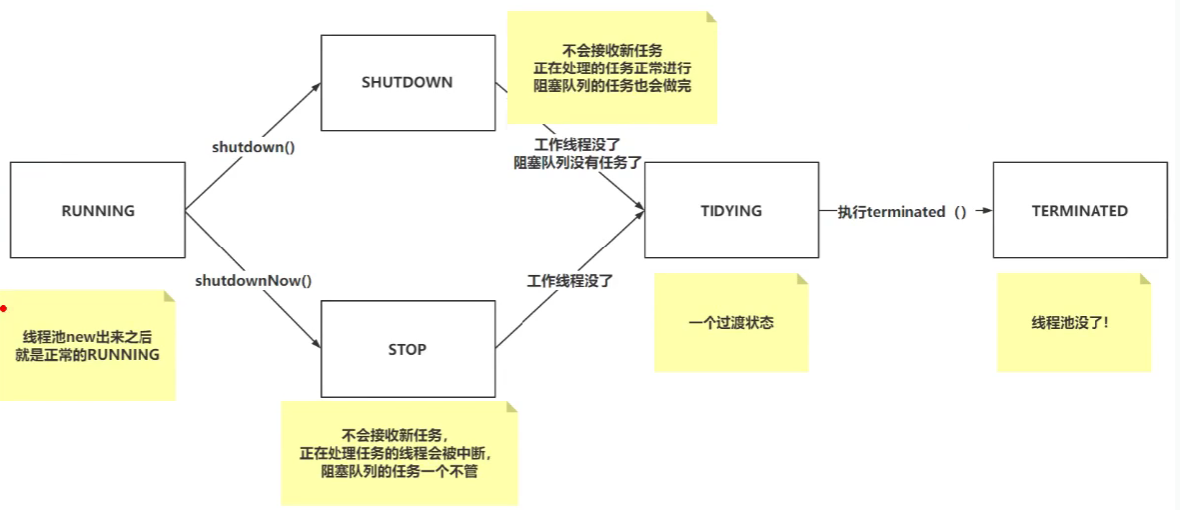 不会接收新任务
正在处理的任务正常进行
阻塞队列的任务也会做完
SHUTDOWN
shutdown()
工作线程没了
阻塞队列没有任务了
RUNNING
TIDYING
执行terminated（）
TERMINATED
shutdownNow()
工作线程没了
线程池new出来之后
就是正常的RUNNING
STOP
一个过渡状态
线程池没了！
不会接收新任务，
正在处理任务的线程会被中断，
阻塞队列的任务一个不管